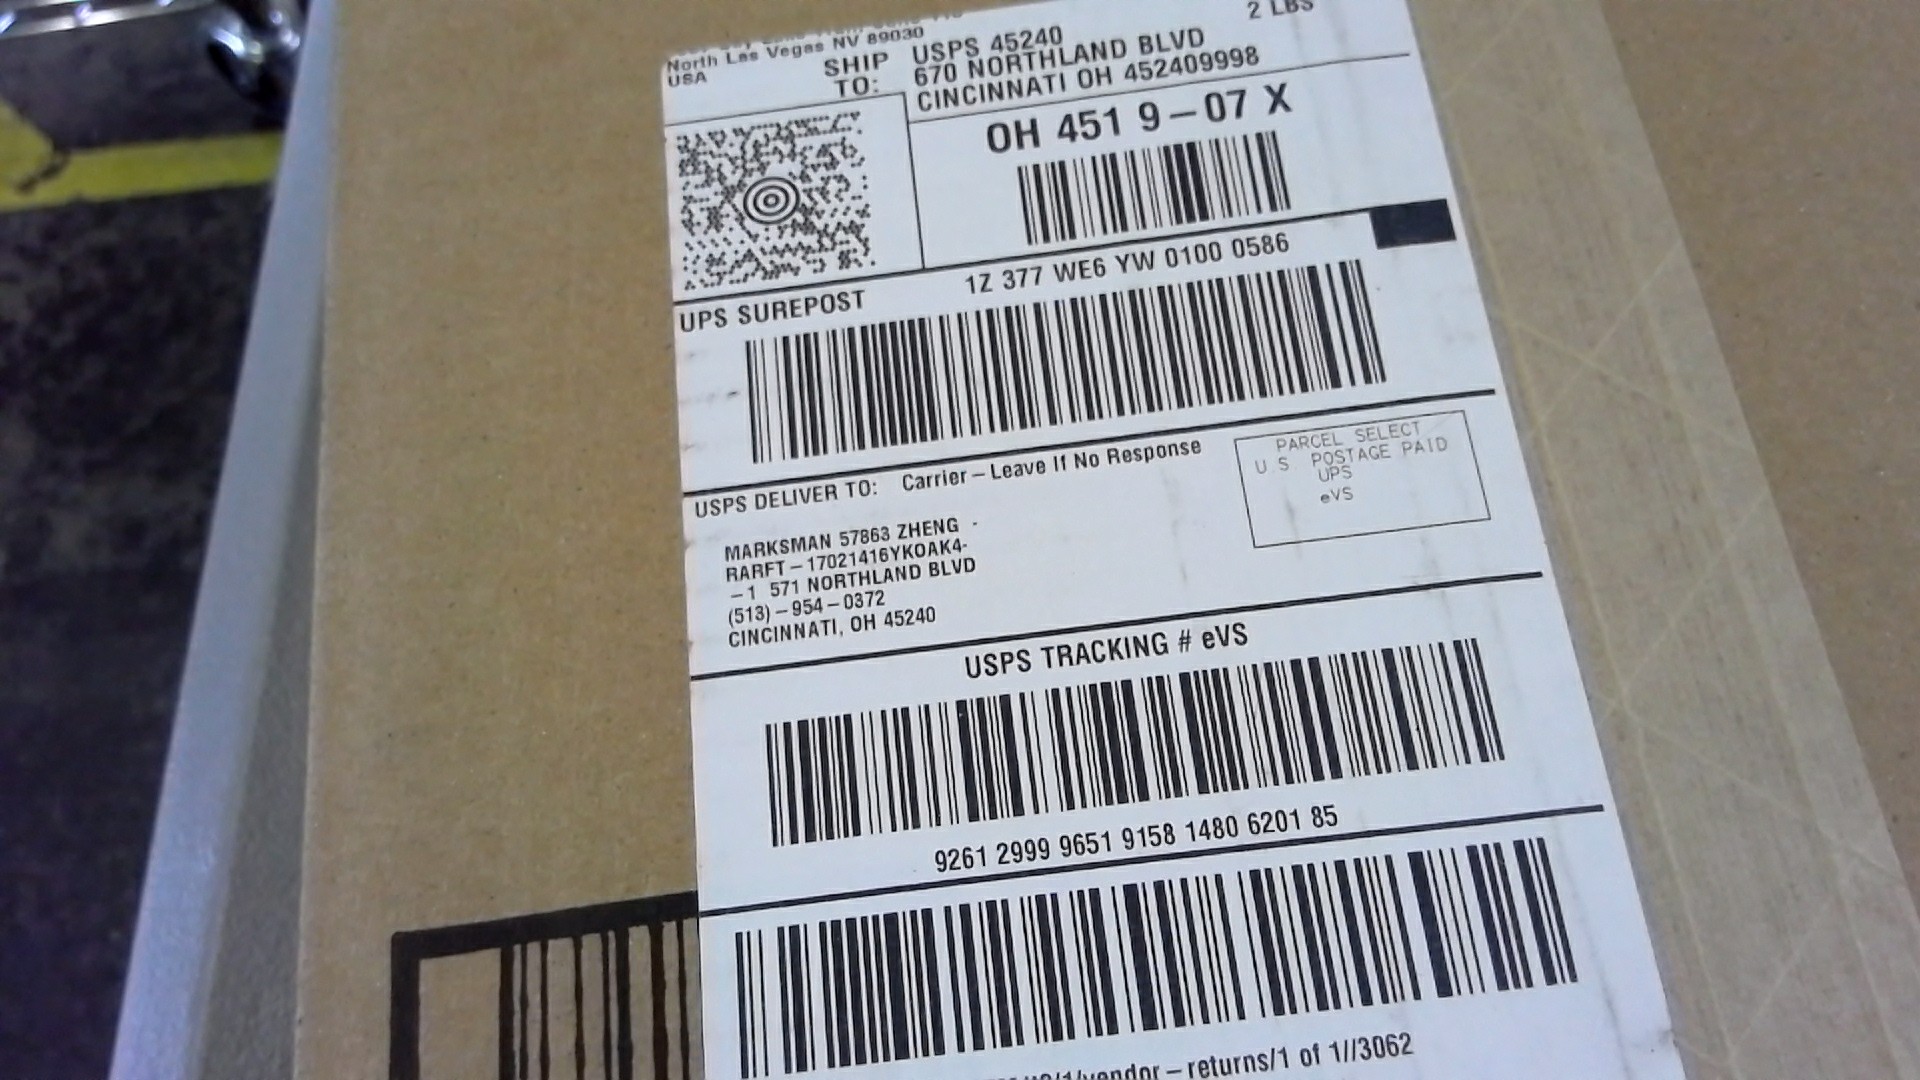 North Las Vegas NV 89030
USA
2 LBS
SHIP TO:
USPS 45240
670 NORTHLAND BLVD
CINCINNATI OH 452409998
OH 451 9-07 X
UPS SUREPOST
1Z 377 WE6 YW 0100 0586
USPS DELIVER TO: Carrier - Leave If No Response
PARCEL SELECT
U S POSTAGE PAID
UPS
eVS
MARKSMAN 57863 ZHENG -
RARFT-17021416YKOAK4-
-1 571 NORTHLAND BLVD
(513)-954-0372
CINCINNATI, OH 45240
USPS TRACKING # eVS
9261 2999 9651 9158 1480 6201 85
/1/vendor-returns/1 of 1//3062